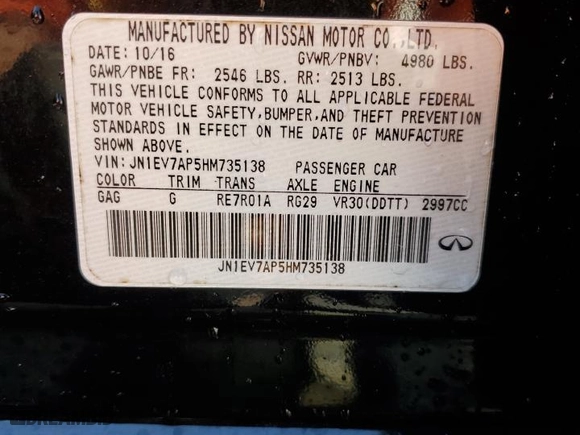 MANUFACTURED BY NISSAN MOTOR CO.,LTD.
DATE: 10/16 GVWR/PNBV: 4980 LBS.
GAWR/PNBE FR: 2546 LBS. RR: 2513 LBS.
THIS VEHICLE CONFORMS TO ALL APPLICABLE FEDERAL
MOTOR VEHICLE SAFETY,BUMPER,AND THEFT PREVENTION
STANDARDS IN EFFECT ON THE DATE OF MANUFACTURE
SHOWN ABOVE.
VIN:JN1EV7AP5HM735138 PASSENGER CAR
COLOR TRIM TRANS AXLE ENGINE
GAG G RE7R01A RG29 VR30(DDTT) 2997CC
JN1EV7AP5HM735138